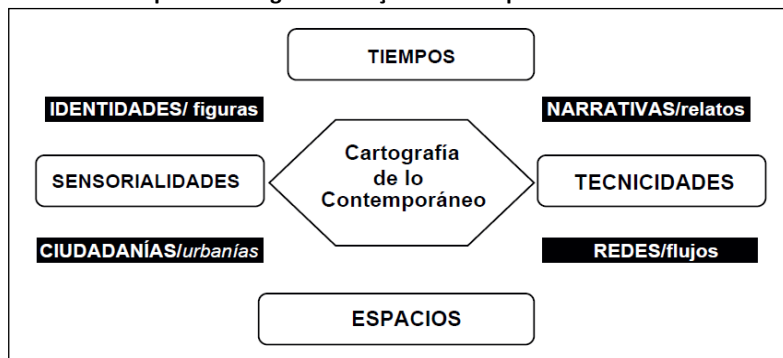 TIEMPOS
IDENTIDADES/ figuras
NARRATIVAS/relatos
Cartografía
de lo
Contemporáneo
SENSORIALIDADES
TECNICIDADES
CIUDADANÍAS/urbanías
REDES/flujos
ESPACIOS